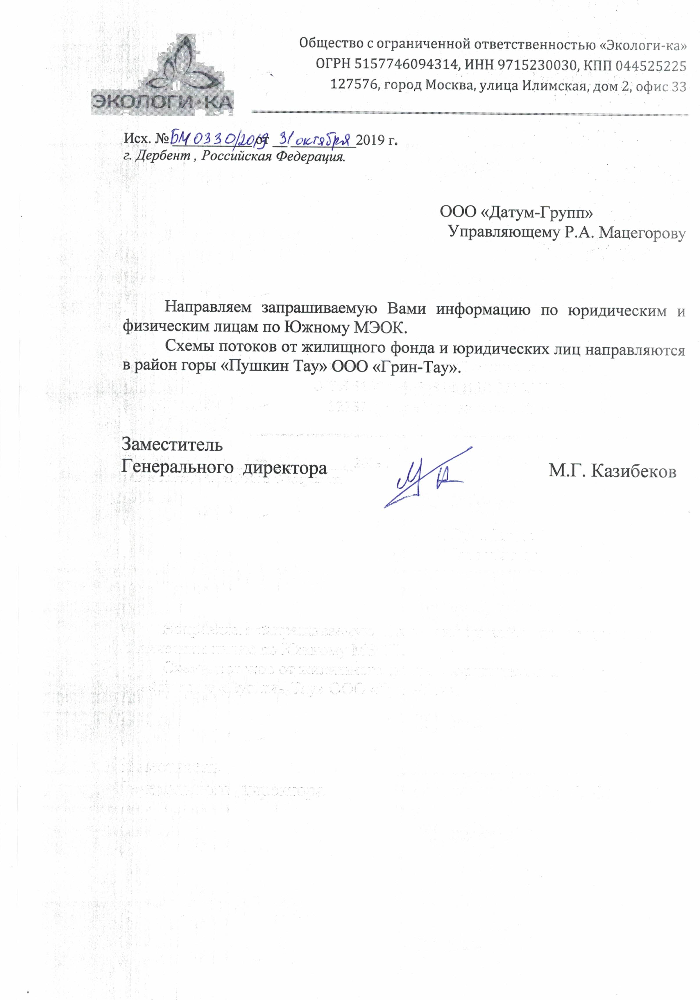 ЭКОЛОГИ·КА
Общество с ограниченной ответственностью «Экологи-ка»
ОГРН 5157746094314, ИНН 9715230030, КПП 044525225
127576, город Москва, улица Илимская, дом 2, офис 33
Исх. № БМ0330/2019 от 31 октября 2019 г.
г. Дербент , Российская Федерация.
ООО «Датум-Групп»
Управляющему Р.А. Мацегорову
Направляем запрашиваемую Вами информацию по юридическим и
физическим лицам по Южному МЭОК.
Схемы потоков от жилищного фонда и юридических лиц направляются
в район горы «Пушкин Тау» ООО «Грин-Тау».
Заместитель
Генерального директора
М.Г. Казибеков